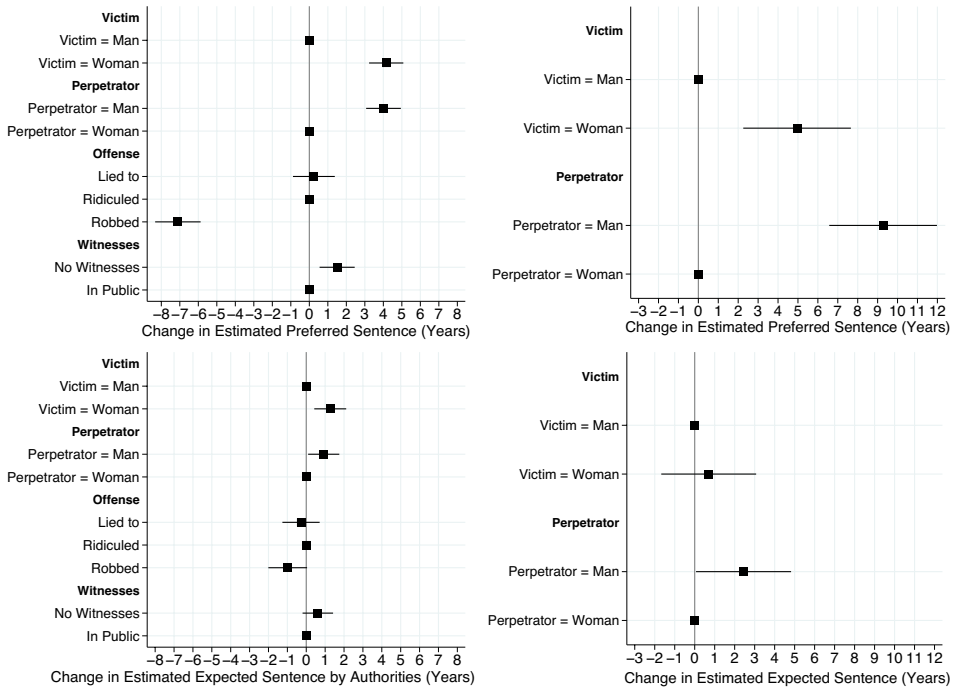 Victim
Victim = Man
Victim = Woman
Perpetrator
Perpetrator = Man
Perpetrator = Woman
Offense
Lied to
Ridiculed
Robbed
Witnesses
No Witnesses
In Public
−8 −7 −6 −5 −4 −3 −2 −1 0 1 2 3 4 5 6 7 8
Change in Estimated Preferred Sentence (Years)
Victim
Victim = Man
Victim = Woman
Perpetrator
Perpetrator = Man
Perpetrator = Woman
−3 −2 −1 0 1 2 3 4 5 6 7 8 9 10 11 12
Change in Estimated Preferred Sentence (Years)
Victim
Victim = Man
Victim = Woman
Perpetrator
Perpetrator = Man
Perpetrator = Woman
Offense
Lied to
Ridiculed
Robbed
Witnesses
No Witnesses
In Public
−8 −7 −6 −5 −4 −3 −2 −1 0 1 2 3 4 5 6 7 8
Change in Estimated Expected Sentence by Authorities (Years)
Victim
Victim = Man
Victim = Woman
Perpetrator
Perpetrator = Man
Perpetrator = Woman
−3 −2 −1 0 1 2 3 4 5 6 7 8 9 10 11 12
Change in Estimated Expected Sentence (Years)